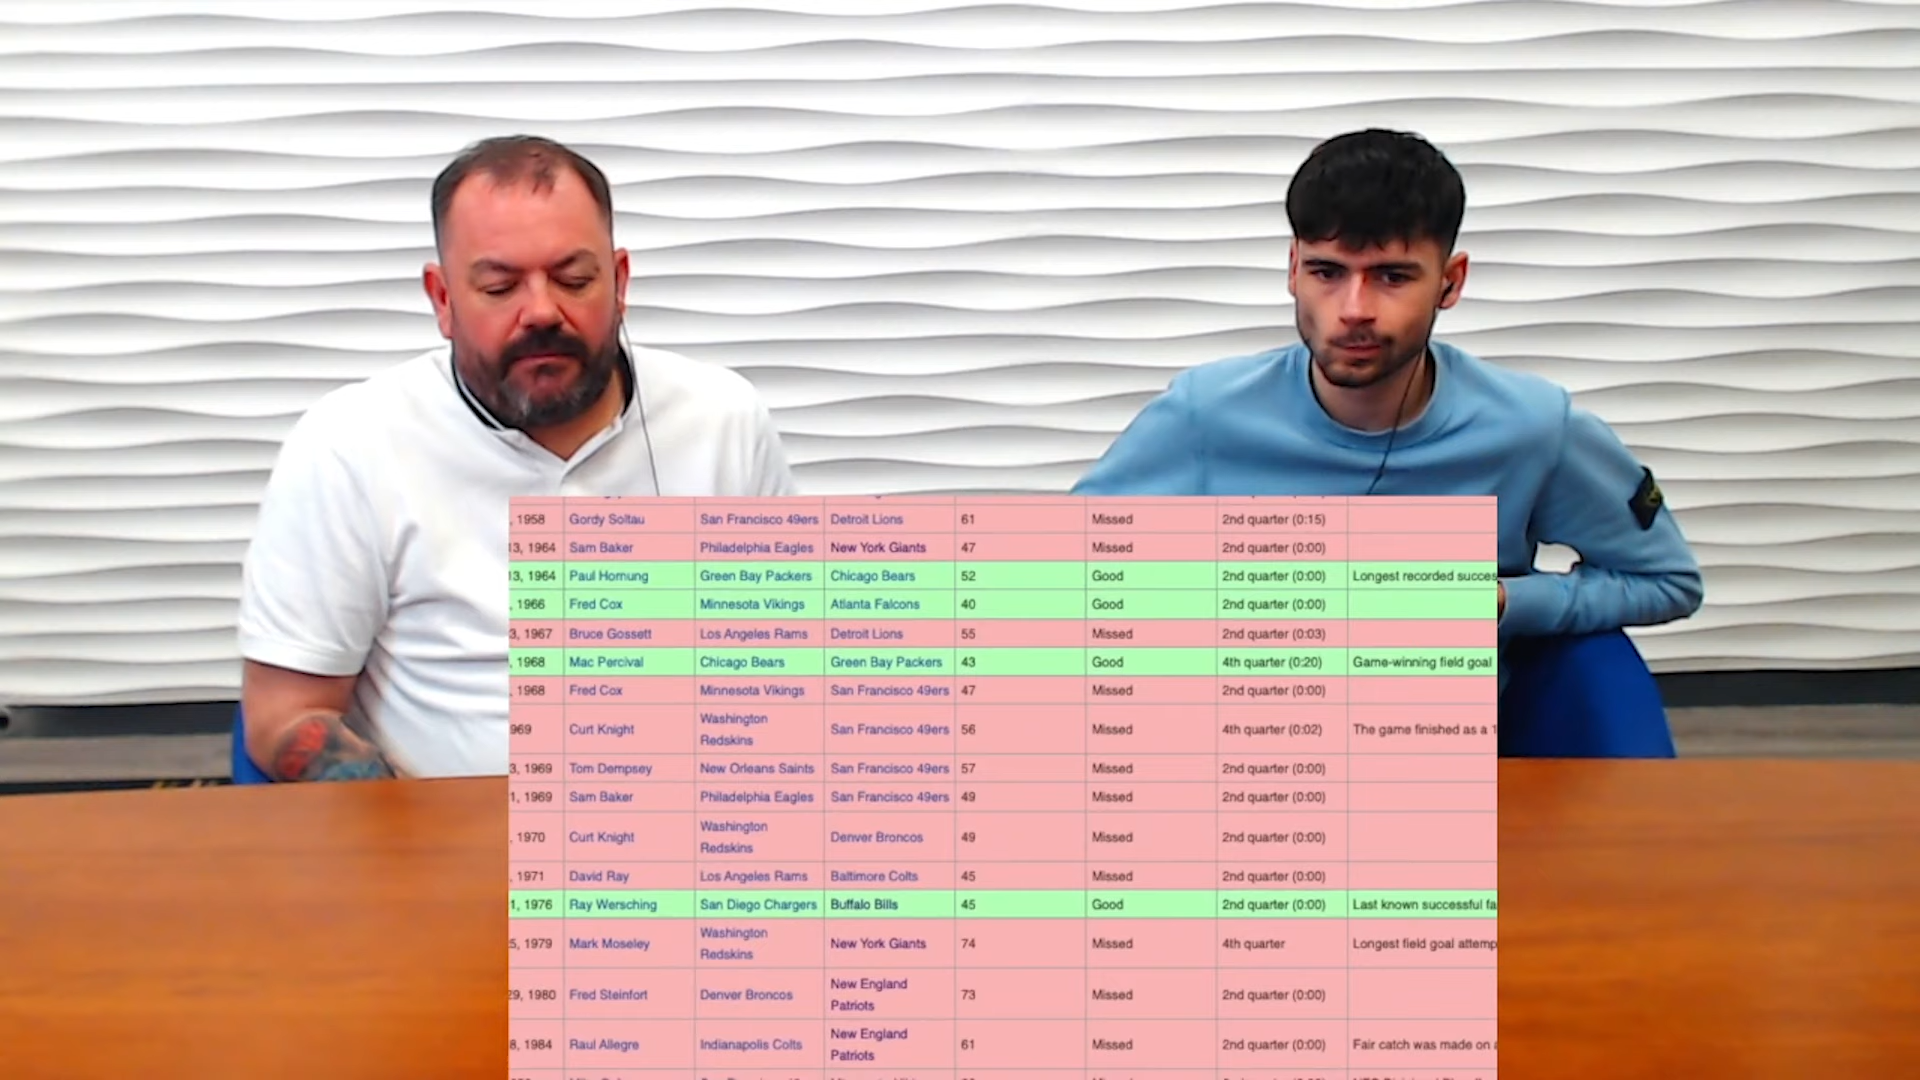 , 1958 Gordy Soltau San Francisco 49ers Detroit Lions 61 Missed 2nd quarter (0:15)
13, 1964 Sam Baker Philadelphia Eagles New York Giants 47 Missed 2nd quarter (0:00)
13, 1964 Paul Hornung Green Bay Packers Chicago Bears 52 Good 2nd quarter (0:00) Longest recorded succes
, 1966 Fred Cox Minnesota Vikings Atlanta Falcons 40 Good 2nd quarter (0:00)
3, 1967 Bruce Gossett Los Angeles Rams Detroit Lions 55 Missed 2nd quarter (0:03)
, 1968 Mac Percival Chicago Bears Green Bay Packers 43 Good 4th quarter (0:20) Game-winning field goal
, 1968 Fred Cox Minnesota Vikings San Francisco 49ers 47 Missed 2nd quarter (0:00)
969 Curt Knight Washington Redskins San Francisco 49ers 56 Missed 4th quarter (0:02) The game finished as a 1
3, 1969 Tom Dempsey New Orleans Saints San Francisco 49ers 57 Missed 2nd quarter (0:00)
1, 1969 Sam Baker Philadelphia Eagles San Francisco 49ers 49 Missed 2nd quarter (0:00)
, 1970 Curt Knight Washington Redskins Denver Broncos 49 Missed 2nd quarter (0:00)
, 1971 David Ray Los Angeles Rams Baltimore Colts 45 Missed 2nd quarter (0:00)
1, 1976 Ray Wersching San Diego Chargers Buffalo Bills 45 Good 2nd quarter (0:00) Last known successful fa
5, 1979 Mark Moseley Washington Redskins New York Giants 74 Missed 4th quarter Longest field goal attemp
29, 1980 Fred Steinfort Denver Broncos New England Patriots 73 Missed 2nd quarter (0:00)
8, 1984 Raul Allegre Indianapolis Colts New England Patriots 61 Missed 2nd quarter (0:00) Fair catch was made on a